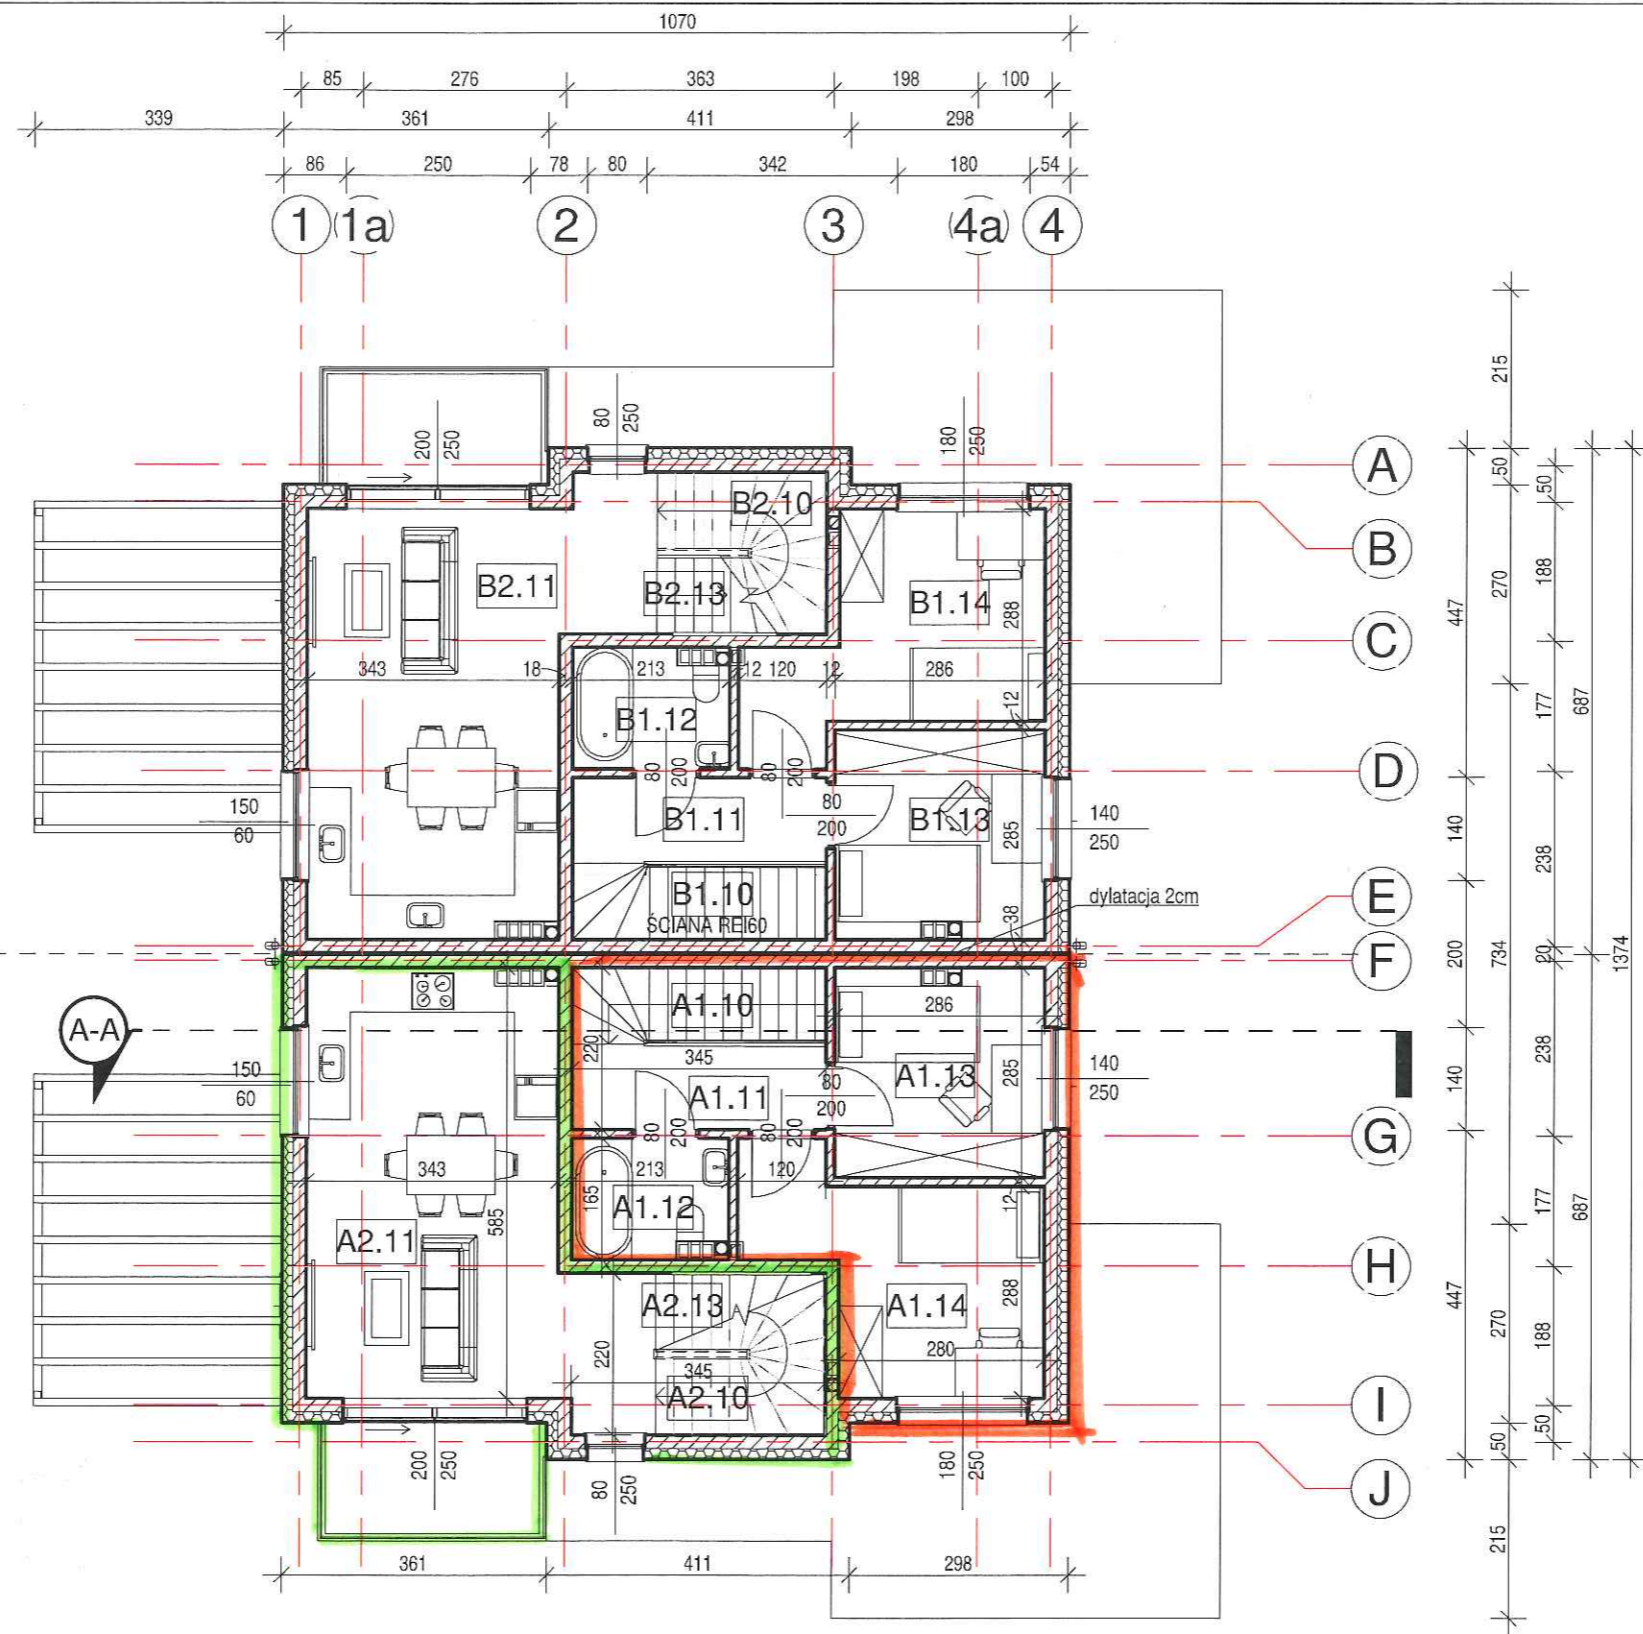 1070
85 276 363 198 100
339 361 411 298
86 250 78 80 342 180 54
1 1a 2 3 4a 4
215
80
250
200
250
180
250
A
50
50
B2.10
B
B2.11
B2.13
B1.14
288
270
188
447
C
343 18 213 12 120 12 286
12
B1.12
177
687
80
200
80
200
D
150
60
B1.11
80
200
B1.13
285
140
250
140
238
B1.10
ŚCIANA REI60
38
dylatacja 2cm
E
F
200
734
20
1374
A-A
A1.10
286
220
345
150
60
A1.11
80
200
A1.13
285
140
250
140
238
80
200
80
200
G
343
213
120
165
A1.12
12
177
687
585
A2.11
H
A2.13
A1.14
288
447
270
188
220
280
345
A2.10
I
50
50
200
250
80
250
180
250
J
215
361 411 298